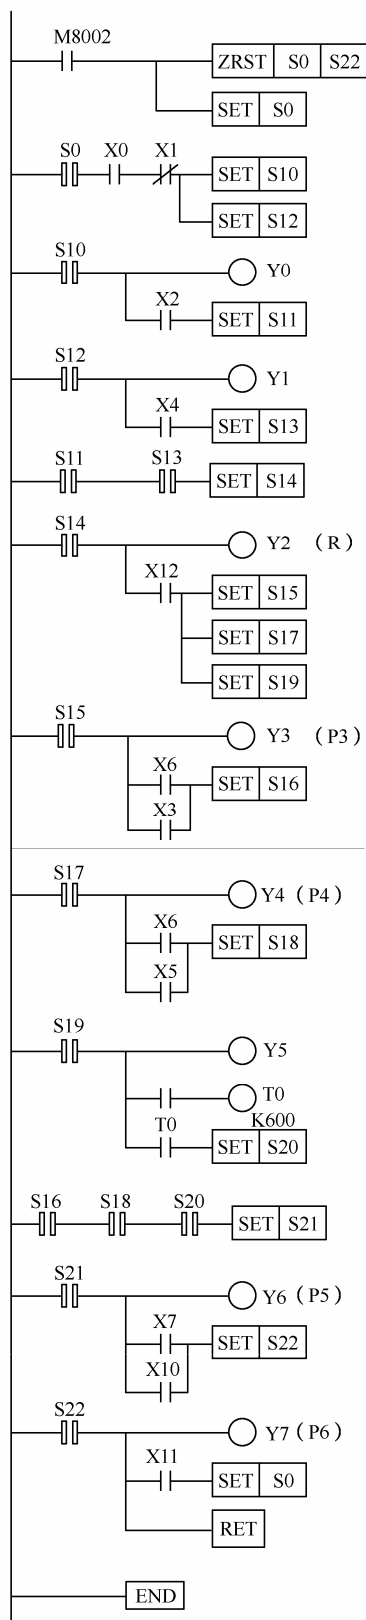 M8002
ZRST S0 S22
SET S0
S0 X0 X1
SET S10
SET S12
S10
Y0
X2
SET S11
S12
Y1
X4
SET S13
S11 S13
SET S14
S14
Y2 (R)
X12
SET S15
SET S17
SET S19
S15
Y3 (P3)
X6
SET S16
X3
S17
Y4 (P4)
X6
SET S18
X5
S19
Y5
T0
K600
T0
SET S20
S16 S18 S20
SET S21
S21
Y6 (P5)
X7
SET S22
X10
S22
Y7 (P6)
X11
SET S0
RET
END